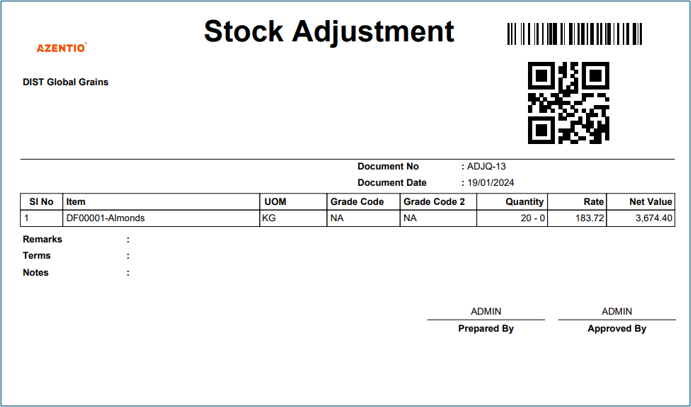 Stock Adjustment
AZENTIO
DIST Global Grains
Document No : ADJQ-13
Document Date : 19/01/2024
SI No Item UOM Grade Code Grade Code 2 Quantity Rate Net Value
1 DF00001-Almonds KG NA NA 20 - 0 183.72 3,674.40
Remarks :
Terms :
Notes :
ADMIN ADMIN
Prepared By Approved By